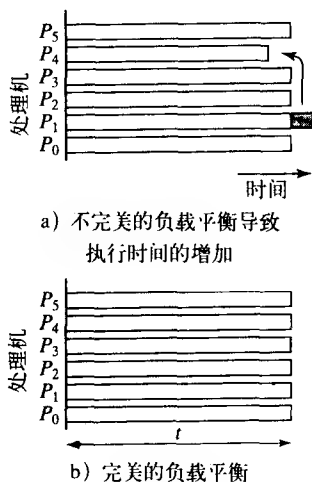 处理机
P5
P4
P3
P2
P1
P0
时间
a) 不完美的负载平衡导致
执行时间的增加
处理机
P5
P4
P3
P2
P1
P0
t
b) 完美的负载平衡